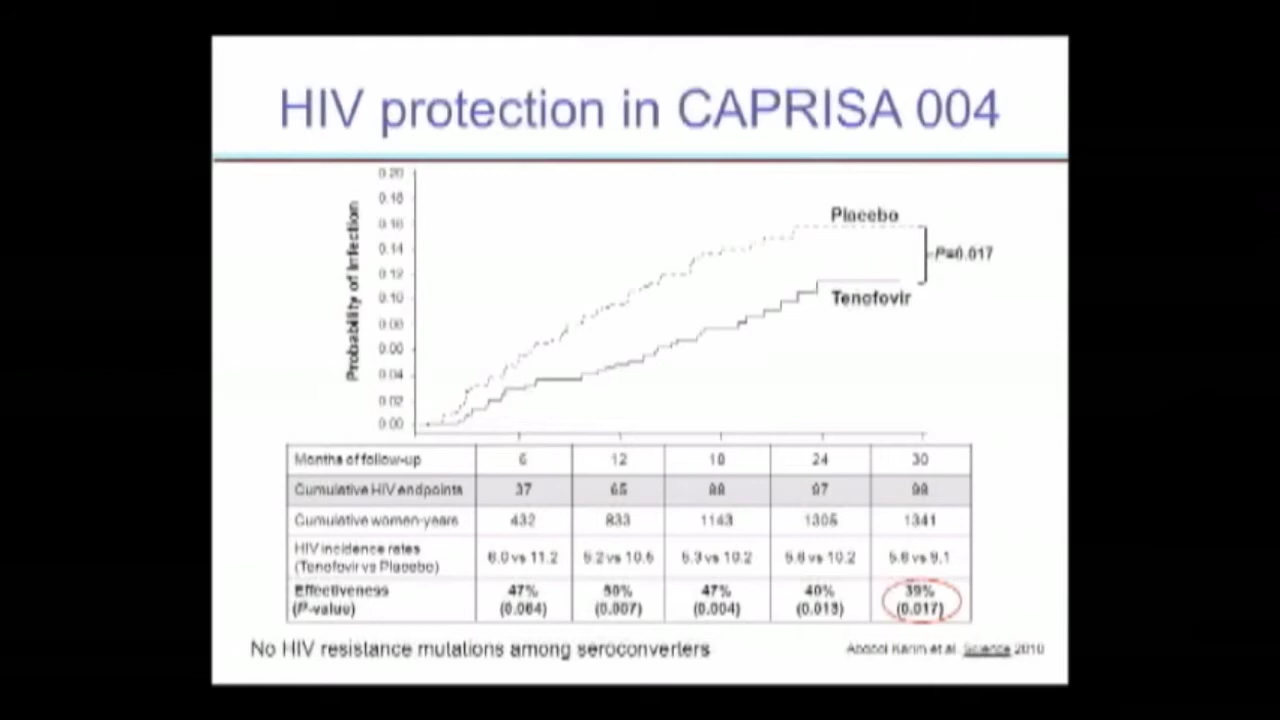 HIV protection in CAPRISA 004
Probability of Infection
0.20
0.18
0.16
0.14
0.12
0.10
0.08
0.06
0.04
0.02
0.00
Placebo
P=0.017
Tenofovir
Months of follow-up 6 12 18 24 30
Cumulative HIV endpoints 37 65 88 97 98
Cumulative women-years 432 833 1143 1305 1341
HIV incidence rates
(Tenofovir vs Placebo) 6.0 vs 11.2 5.2 vs 10.6 5.3 vs 10.2 5.6 vs 10.2 5.6 vs 9.1
Effectiveness 47% 50% 47% 40% 39%
(P-value) (0.064) (0.007) (0.004) (0.013) (0.017)
No HIV resistance mutations among seroconverters
Abdool Karim et al. Science 2010